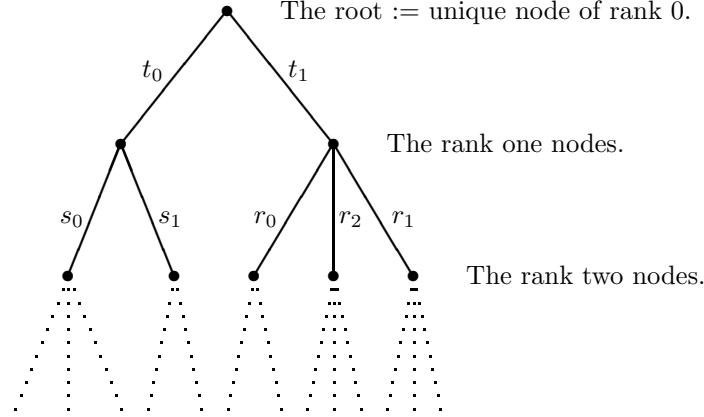 The root := unique node of rank 0.
t₀ t₁
The rank one nodes.
s₀ s₁ r₀ r₂ r₁
The rank two nodes.